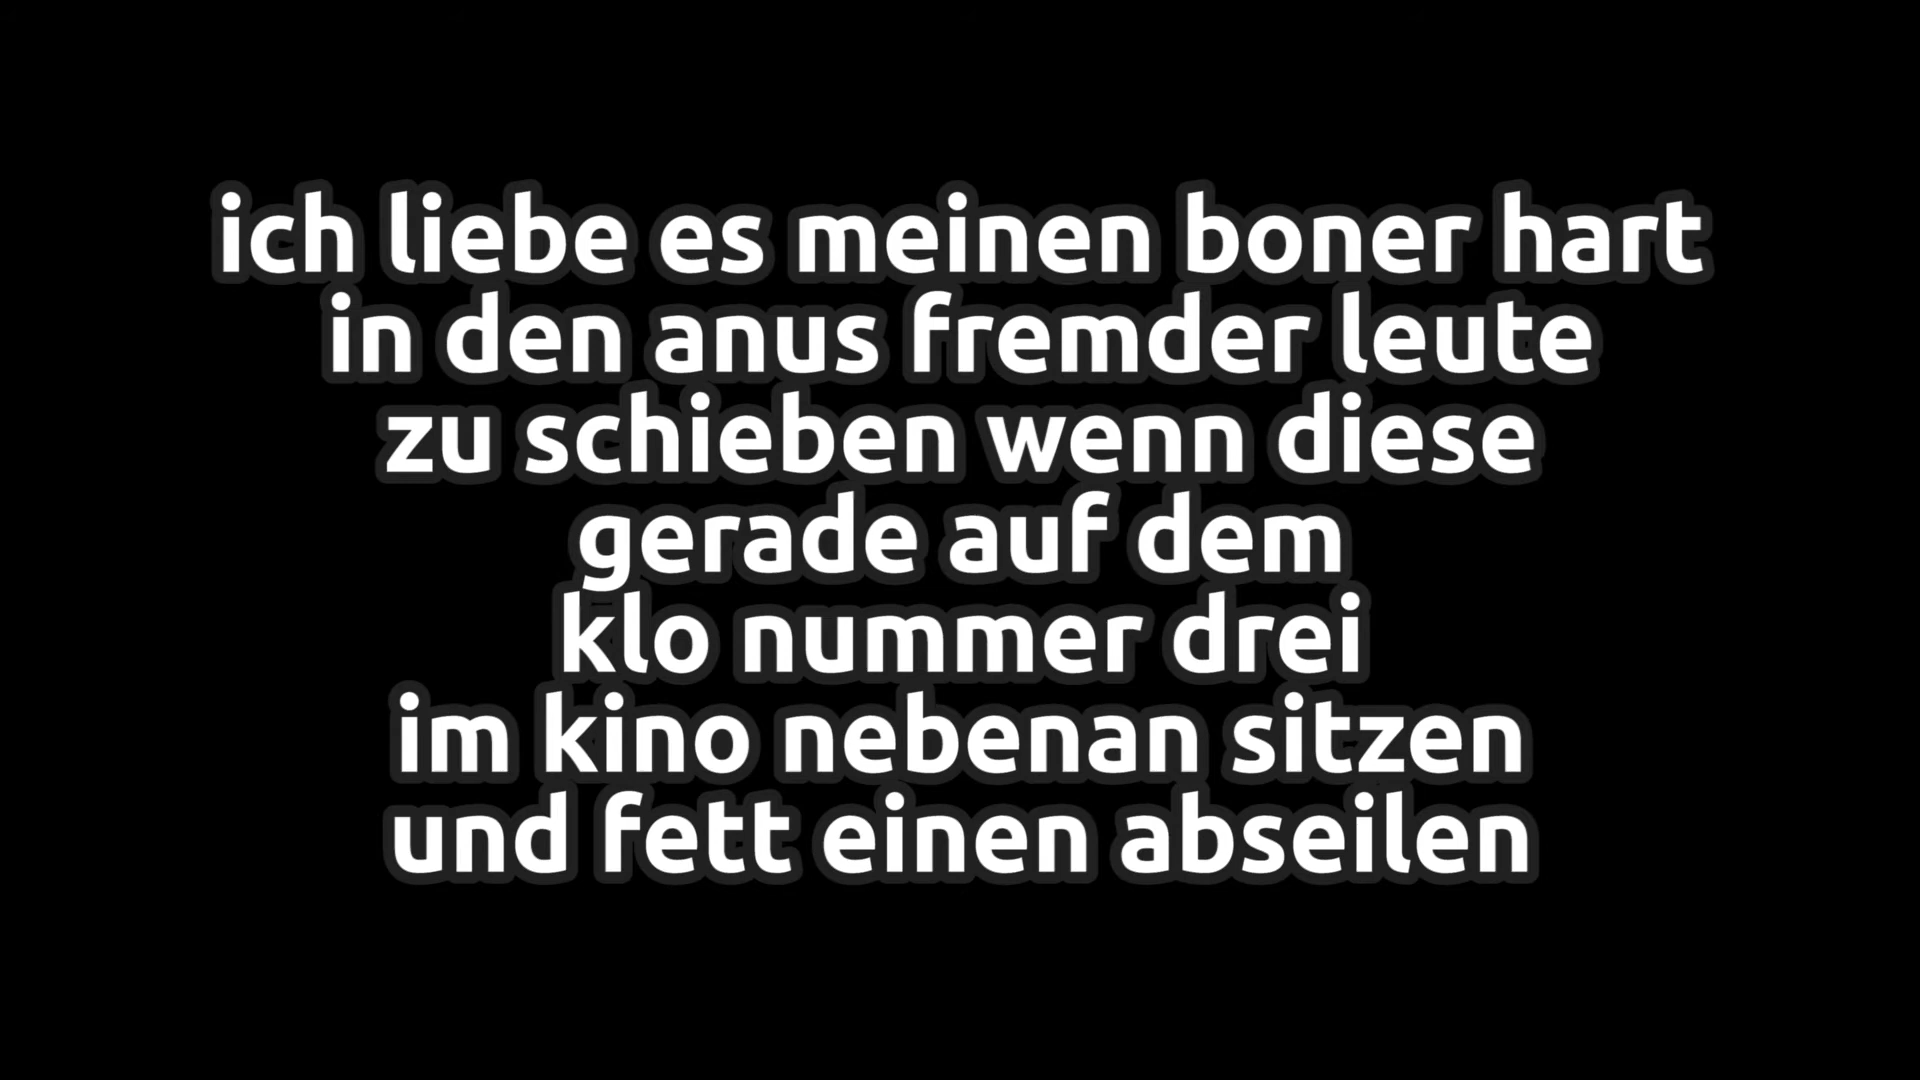 ich liebe es meinen boner hart
in den anus fremder leute
zu schieben wenn diese
gerade auf dem
klo nummer drei
im kino nebenan sitzen
und fett einen abseilen